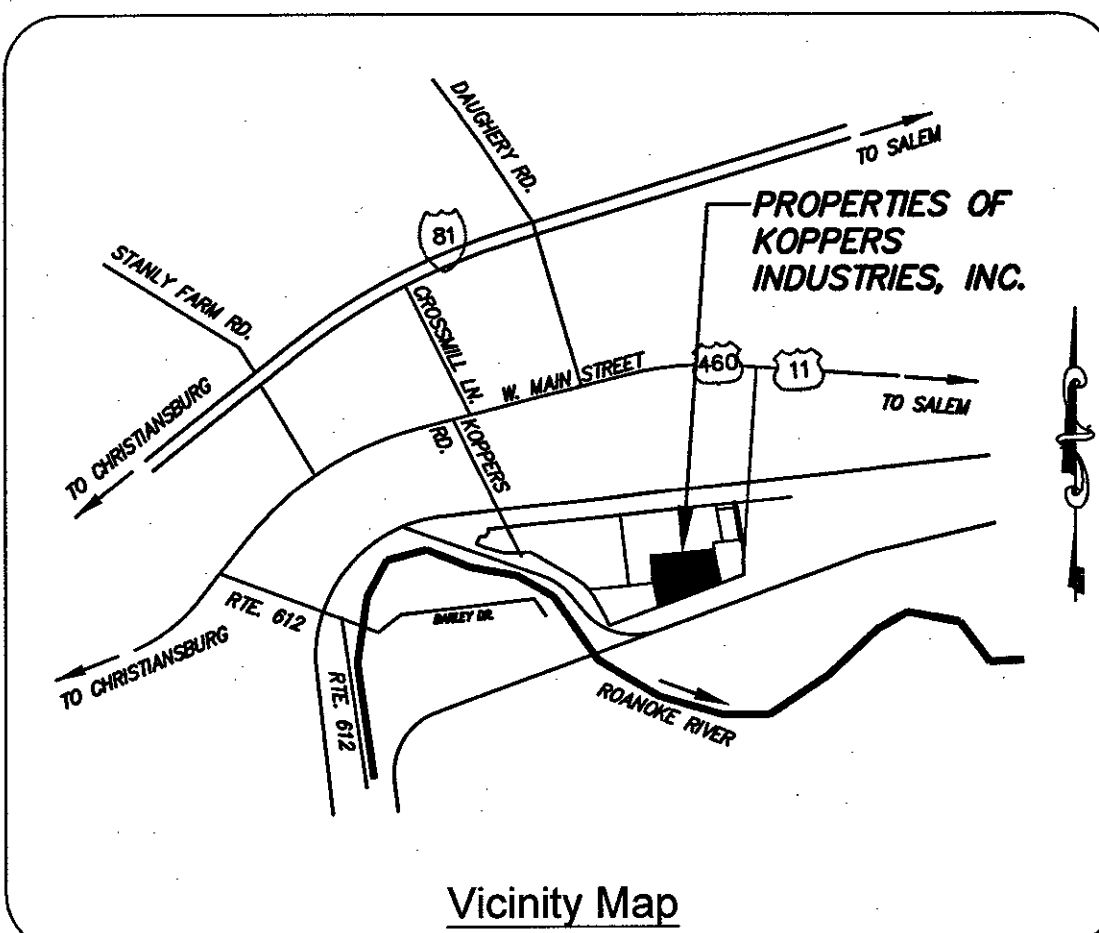 DAUGHERY RD.
TO SALEM
PROPERTIES OF
KOPPERS
INDUSTRIES, INC.
81
STANLY FARM RD.
CROSSMILL LN.
W. MAIN STREET
460
11
TO SALEM
TO CHRISTIANSBURG
KOPPERS
RD.
RTE. 612
BARLEY DR.
TO CHRISTIANSBURG
RTE. 612
ROANOKE RIVER
Vicinity Map